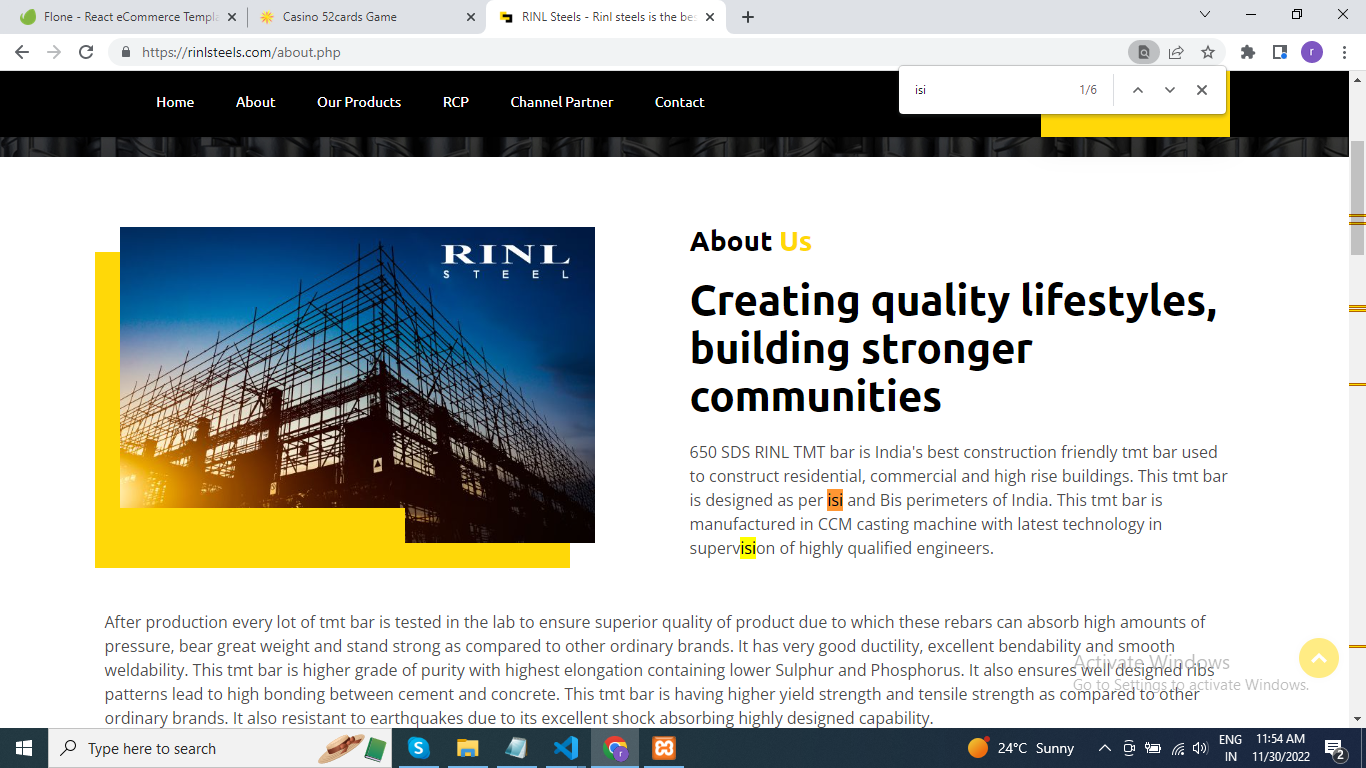 Flone - React eCommerce Templa
Casino 52cards Game
RINL Steels - Rinl steels is the bes
https://rinlsteels.com/about.php
r
isi
1/6
Home
About
Our Products
RCP
Channel Partner
Contact
RINL
STEEL
About Us
Creating quality lifestyles,
building stronger
communities
650 SDS RINL TMT bar is India's best construction friendly tmt bar used
to construct residential, commercial and high rise buildings. This tmt bar
is designed as per isi and Bis perimeters of India. This tmt bar is
manufactured in CCM casting machine with latest technology in
supervision of highly qualified engineers.
After production every lot of tmt bar is tested in the lab to ensure superior quality of product due to which these rebars can absorb high amounts of
pressure, bear great weight and stand strong as compared to other ordinary brands. It has very good ductility, excellent bendability and smooth
weldability. This tmt bar is higher grade of purity with highest elongation containing lower Sulphur and Phosphorus. It also ensures well designed ribs
patterns lead to high bonding between cement and concrete. This tmt bar is having higher yield strength and tensile strength as compared to other
ordinary brands. It also resistant to earthquakes due to its excellent shock absorbing highly designed capability.
Activate Windows
Go to Settings to activate Windows.
Type here to search
24°C Sunny
ENG
IN
11:54 AM
11/30/2022
2